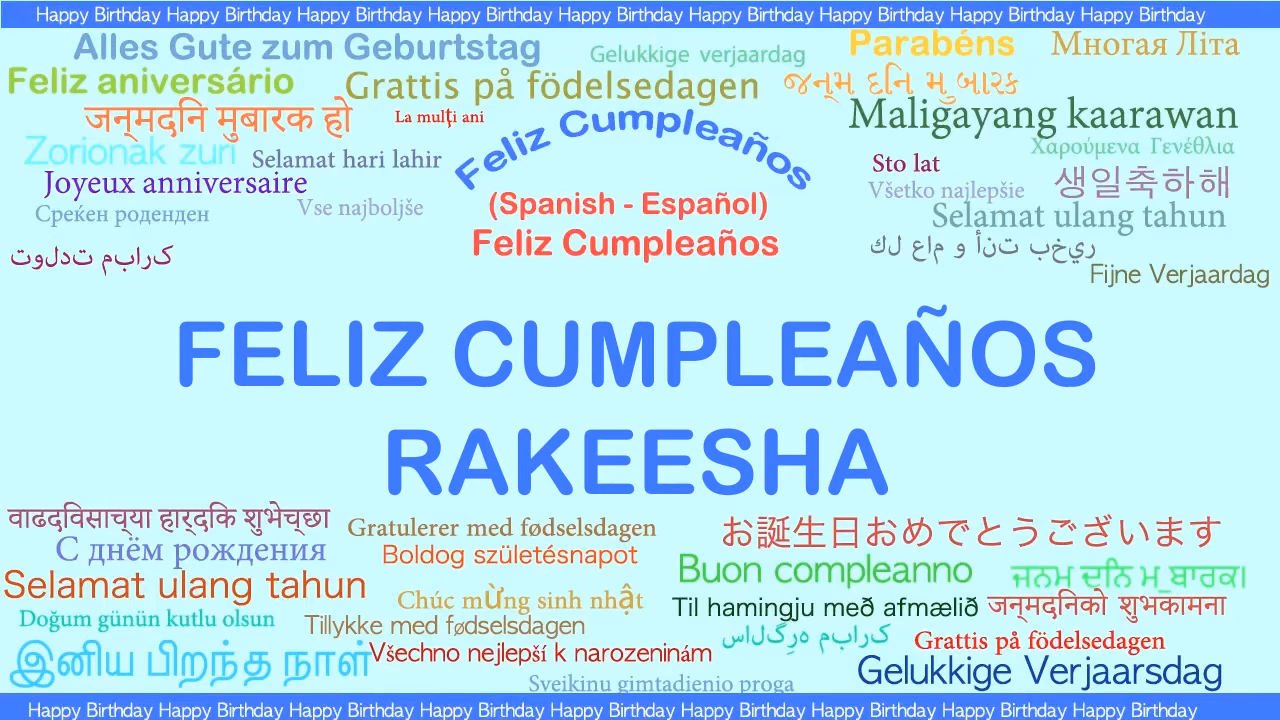 Happy Birthday Happy Birthday Happy Birthday Happy Birthday Happy Birthday Happy Birthday Happy Birthday Happy Birthday Happy Birthday
Alles Gute zum Geburtstag
Gelukkige verjaardag
Parabéns
Многая Літа
Feliz aniversário
Grattis på födelsedagen
જન્મ દિન મુબારક
जन्मदिन मुबारक हो
La mulţi ani
Feliz Cumpleaños
Maligayang kaarawan
Zorionak zuri
Selamat hari lahir
Sto lat
Χαρούμενα Γενέθλια
Joyeux anniversaire
(Spanish - Español)
Všetko najlepšie
생일축하해
Среќен роденден
Vse najboljše
Feliz Cumpleaños
Selamat ulang tahun
تولدت مبارک
كل عام و أنت بخير
Fijne Verjaardag
FELIZ CUMPLEAÑOS
RAKEESHA
वाढदिवसाच्या हार्दिक शुभेच्छा
Gratulerer med fødselsdagen
お誕生日おめでとうございます
С днём рождения
Boldog születésnapot
Buon compleanno
ਜਨਮ ਦਿਨ ਮੁਬਾਰਕ।
Selamat ulang tahun
Chúc mừng sinh nhật
Til hamingju með afmælið
जन्मदिनको शुभकामना
Doğum günün kutlu olsun
Tillykke med fødselsdagen
سالگرہ مبارک
Grattis på födelsedagen
இனிய பிறந்த நாள்
Všechno nejlepší k narozeninám
Gelukkige Verjaarsdag
Sveikinu gimtadienio proga
Happy Birthday Happy Birthday Happy Birthday Happy Birthday Happy Birthday Happy Birthday Happy Birthday Happy Birthday Happy Birthday